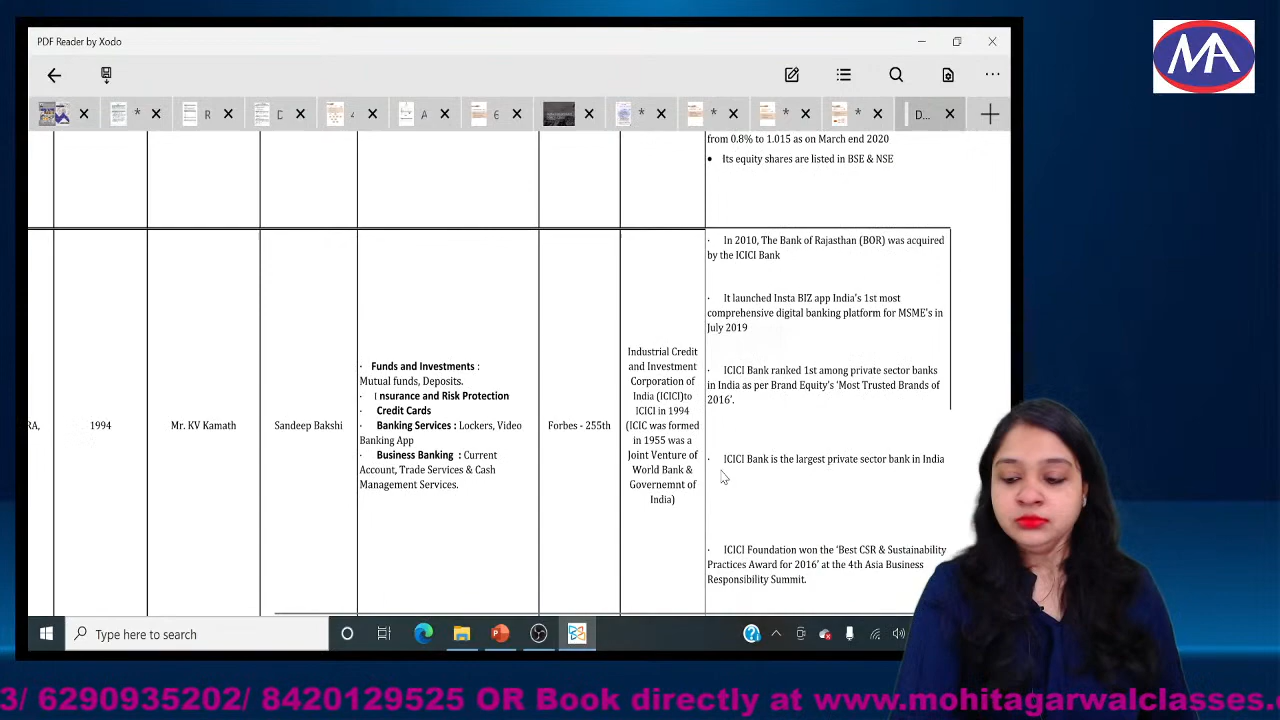 PDF Reader by Xodo
MA
* R D 4 A 6 * * * * D...
from 0.8% to 1.015 as on March end 2020
• Its equity shares are listed in BSE & NSE
· In 2010, The Bank of Rajasthan (BOR) was acquired
by the ICICI Bank
· It launched Insta BIZ app India's 1st most
comprehensive digital banking platform for MSME's in
July 2019
· ICICI Bank ranked 1st among private sector banks
in India as per Brand Equity's 'Most Trusted Brands of
2016'.
· ICICI Bank is the largest private sector bank in India
· ICICI Foundation won the 'Best CSR & Sustainability
Practices Award for 2016' at the 4th Asia Business
Responsibility Summit.
RA,
1994
Mr. KV Kamath
Sandeep Bakshi
· Funds and Investments :
Mutual funds, Deposits.
· I nsurance and Risk Protection
· Credit Cards
· Banking Services : Lockers, Video
Banking App
· Business Banking : Current
Account, Trade Services & Cash
Management Services.
Forbes - 255th
Industrial Credit
and Investment
Corporation of
India (ICICI)to
ICICI in 1994
(ICIC was formed
in 1955 was a
Joint Venture of
World Bank &
Governemnt of
India)
Type here to search
3/ 6290935202/ 8420129525 OR Book directly at www.mohitagarwalclasses.c